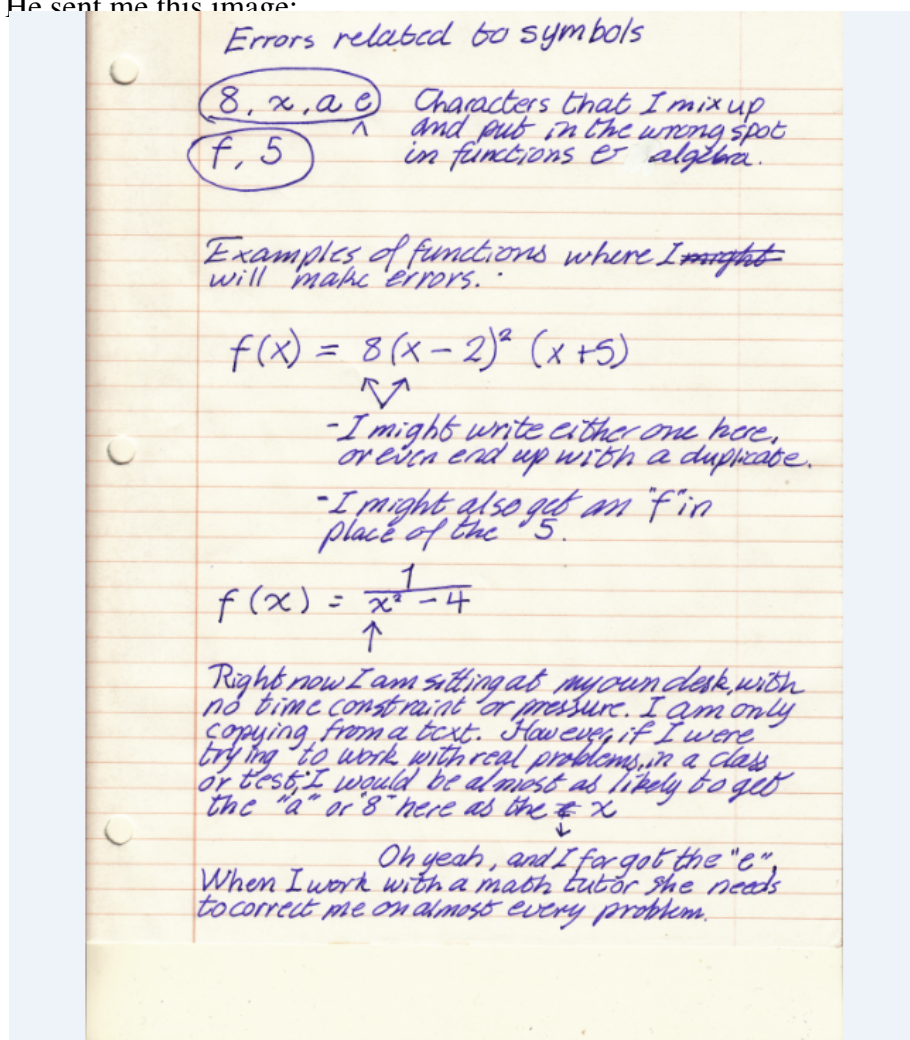 He sent me this image:
Errors related to symbols
8, x, a e Characters that I mix up
^ and put in the wrong spot
f, 5 in functions & algebra.
Examples of functions where I might
will make errors.
f(x) = 8(x - 2)² (x + 5)
- I might write either one here,
or even end up with a duplicate.
- I might also get an "f" in
place of the 5.
1
f(x) = x² - 4
Right now I am sitting at my own desk, with
no time constraint or pressure. I am only
copying from a text. However, if I were
trying to work with real problems, in a class
or test, I would be almost as likely to get
the "a" or "8" here as the x
Oh yeah, and I forgot the "e".
When I work with a math tutor she needs
to correct me on almost every problem.